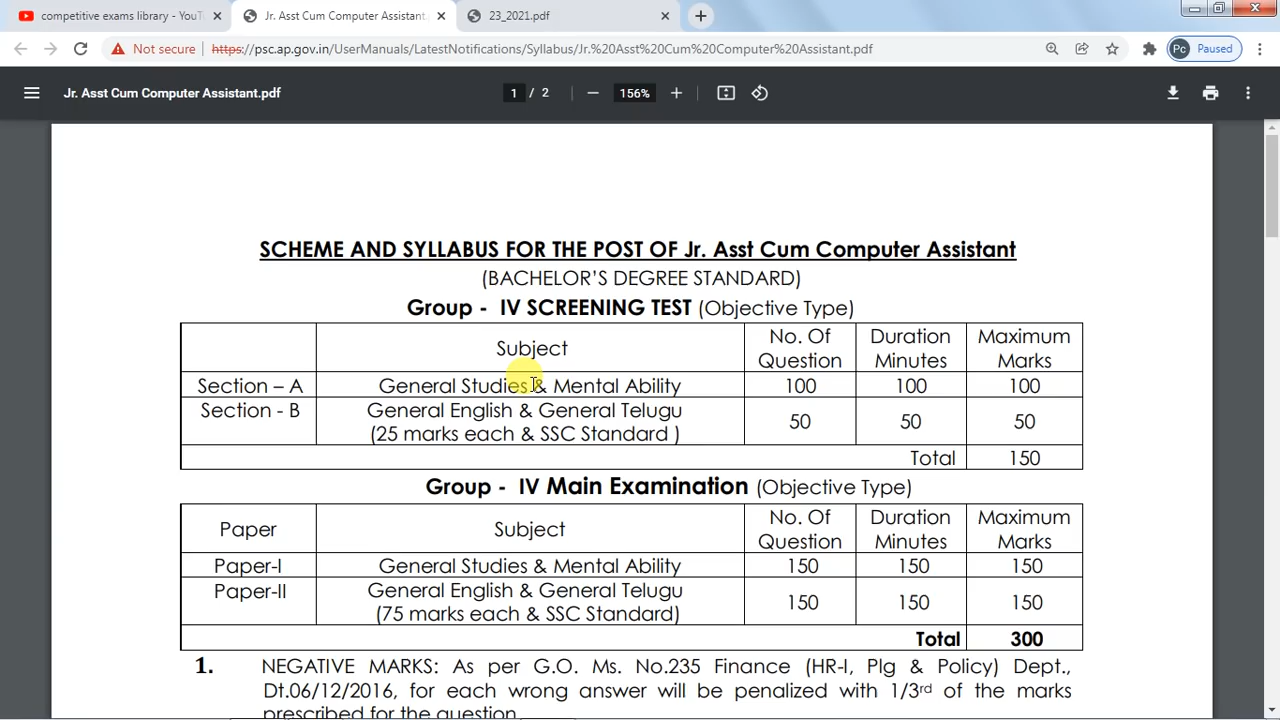 competitive exams library - YouT
Jr. Asst Cum Computer Assistant.
23_2021.pdf
Not secure
https://psc.ap.gov.in/UserManuals/LatestNotifications/Syllabus/Jr.%20Asst%20Cum%20Computer%20Assistant.pdf
Pc Paused
Jr. Asst Cum Computer Assistant.pdf
1 / 2
156%
SCHEME AND SYLLABUS FOR THE POST OF Jr. Asst Cum Computer Assistant
(BACHELOR'S DEGREE STANDARD)
Group - IV SCREENING TEST (Objective Type)
Subject No. Of Question Duration Minutes Maximum Marks
Section – A General Studies & Mental Ability 100 100 100
Section - B General English & General Telugu (25 marks each & SSC Standard ) 50 50 50
Total 150
Group - IV Main Examination (Objective Type)
Paper Subject No. Of Question Duration Minutes Maximum Marks
Paper-I General Studies & Mental Ability 150 150 150
Paper-II General English & General Telugu (75 marks each & SSC Standard) 150 150 150
Total 300
1. NEGATIVE MARKS: As per G.O. Ms. No.235 Finance (HR-I, Plg & Policy) Dept.,
Dt.06/12/2016, for each wrong answer will be penalized with 1/3rd of the marks
prescribed for the question.